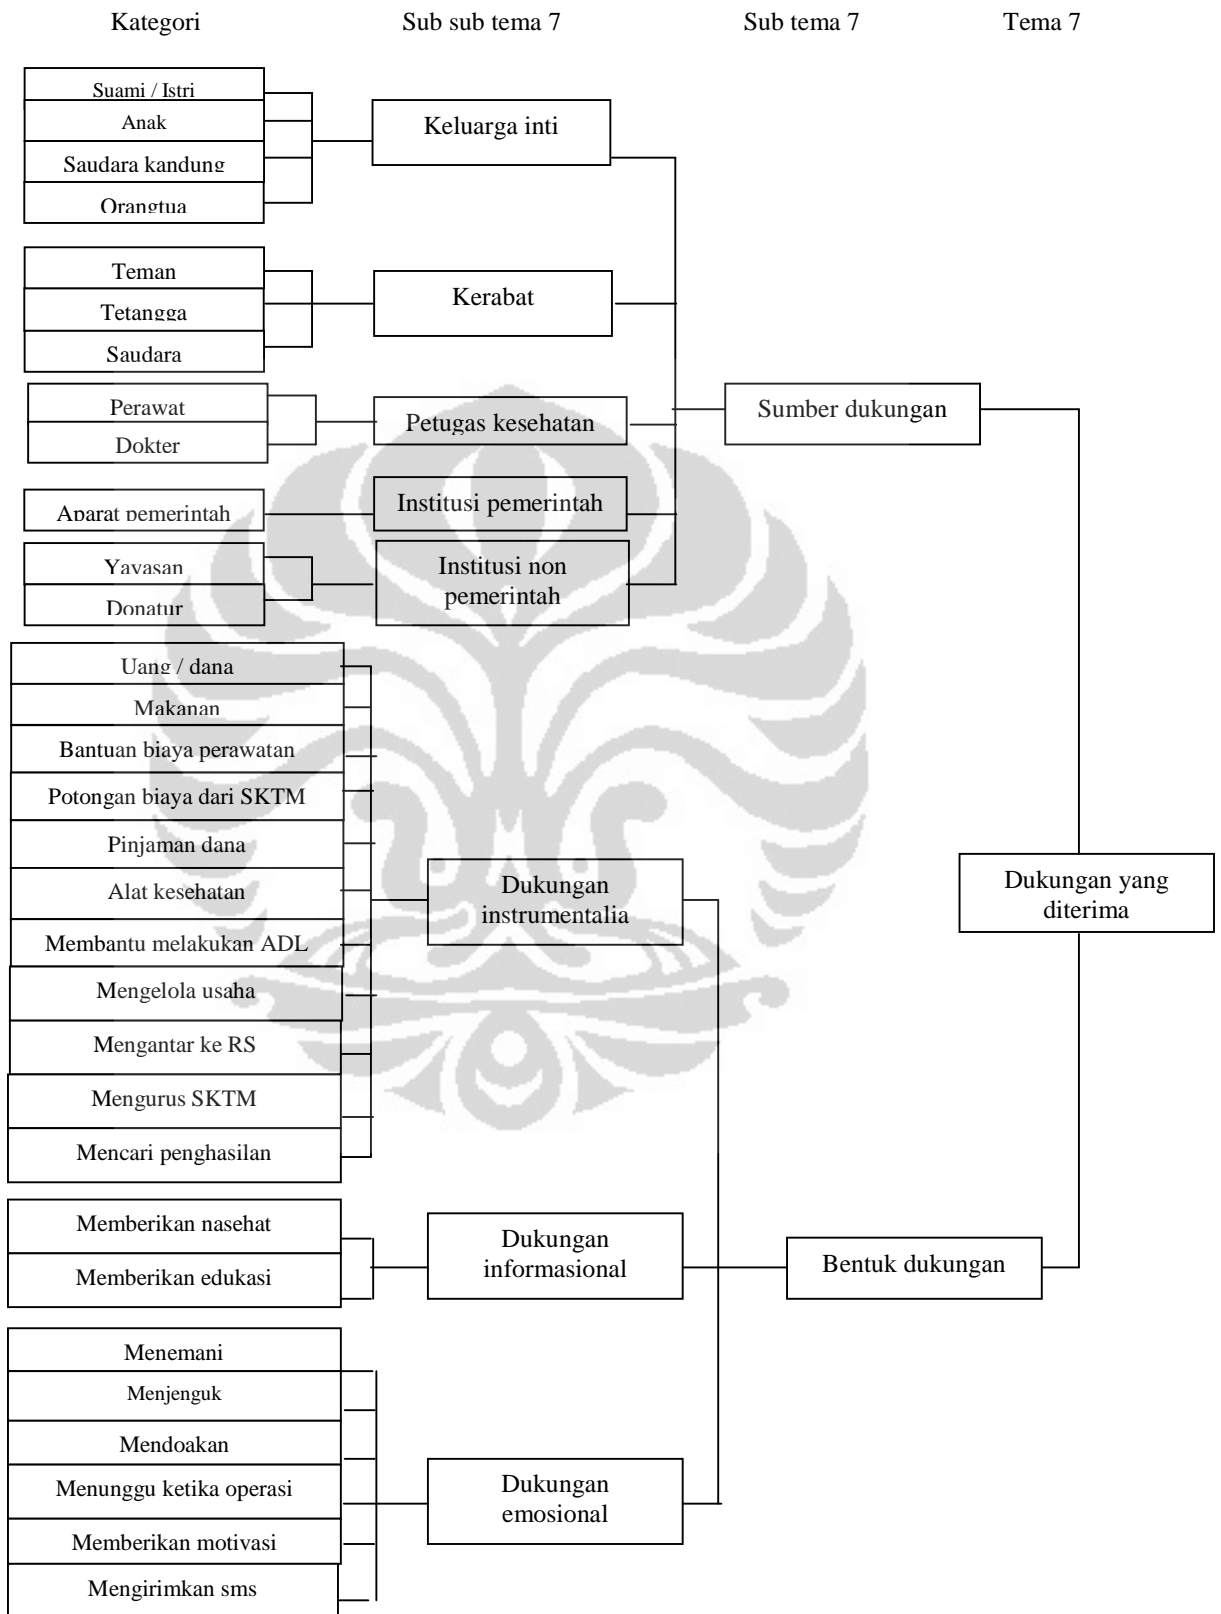 Kategori Sub sub tema 7 Sub tema 7 Tema 7
Suami / Istri
Anak
Saudara kandung
Orangtua
Keluarga inti
Teman
Tetangga
Saudara
Kerabat
Perawat
Dokter
Petugas kesehatan
Aparat pemerintah
Institusi pemerintah
Yayasan
Donatur
Institusi non
pemerintah
Sumber dukungan
Uang / dana
Makanan
Bantuan biaya perawatan
Potongan biaya dari SKTM
Pinjaman dana
Alat kesehatan
Membantu melakukan ADL
Mengelola usaha
Mengantar ke RS
Mengurus SKTM
Mencari penghasilan
Dukungan
instrumentalia
Dukungan yang
diterima
Memberikan nasehat
Memberikan edukasi
Dukungan
informasional
Bentuk dukungan
Menemani
Menjenguk
Mendoakan
Menunggu ketika operasi
Memberikan motivasi
Mengirimkan sms
Dukungan
emosional